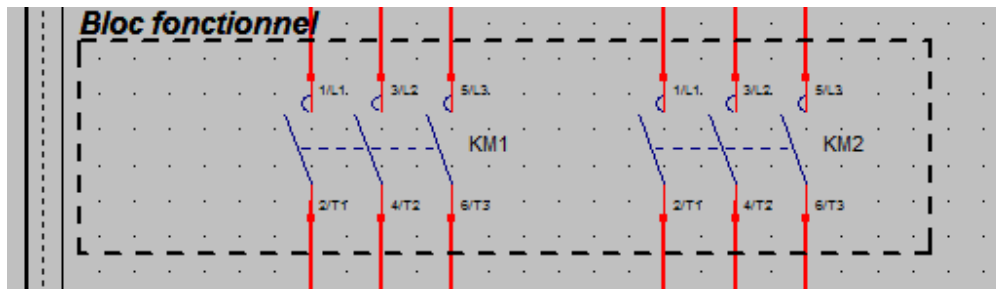 Bloc fonctionnel
1/L1. 3/L2 5/L3. 1/L1. 3/L2. 5/L3
KM1 KM2
2/T1 4/T2 6/T3 2/T1 4/T2 6/T3